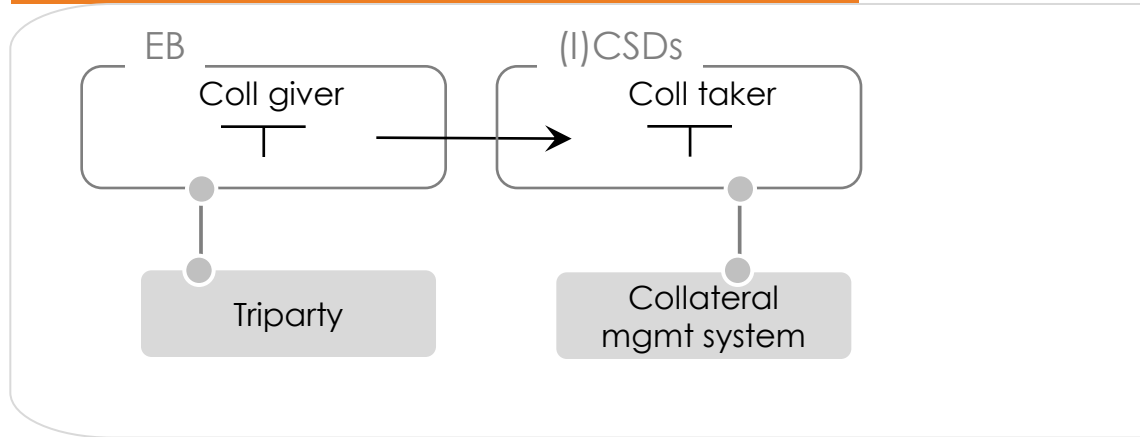 EB
(I)CSDs
Coll giver
Coll taker
Triparty
Collateral
mgmt system